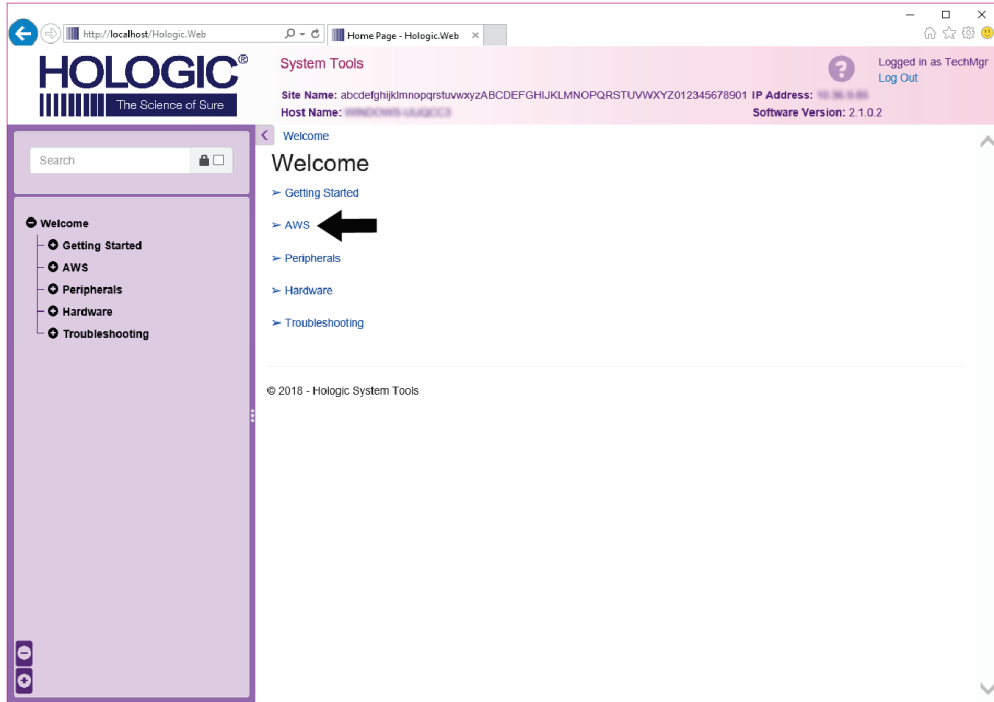 http://localhost/Hologic.Web
Home Page - Hologic.Web
HOLOGIC®
The Science of Sure
System Tools
Logged in as TechMgr
Log Out
Site Name: abcdefghijklmnopqrstuvwxyzABCDEFGHIJKLMNOPQRSTUVWXYZ012345678901 IP Address:
Host Name:
Software Version: 2.1.0.2
Search
Welcome
Getting Started
AWS
Peripherals
Hardware
Troubleshooting
Welcome
Welcome
➢ Getting Started
➢ AWS
➢ Peripherals
➢ Hardware
➢ Troubleshooting
© 2018 - Hologic System Tools